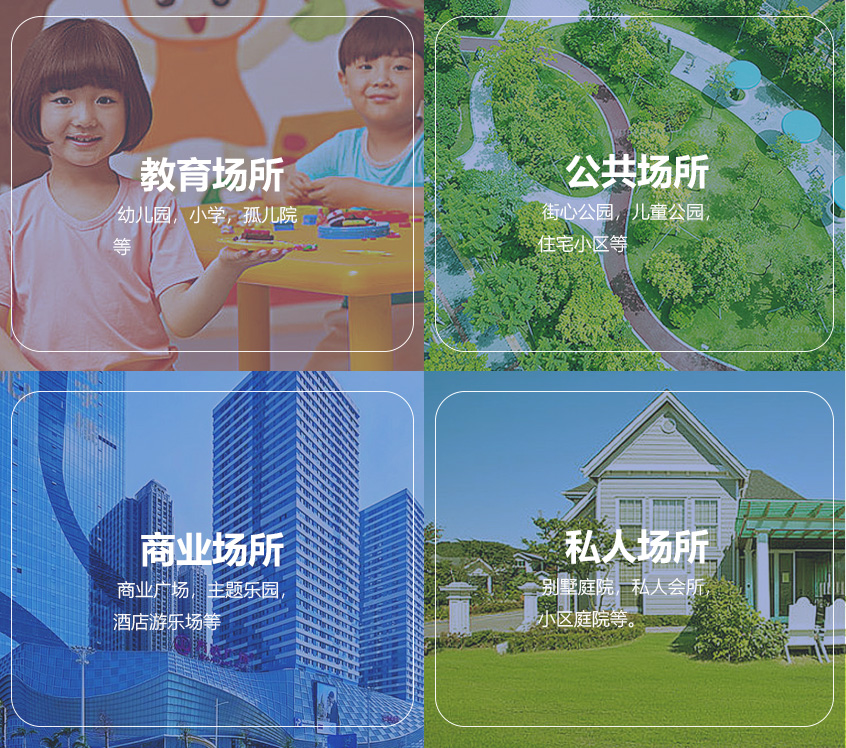 教育场所
幼儿园，小学，孤儿院
等
公共场所
街心公园，儿童公园，
住宅小区等
商业场所
商业广场，主题乐园，
酒店游乐场等
私人场所
别墅庭院，私人会所，
小区庭院等。